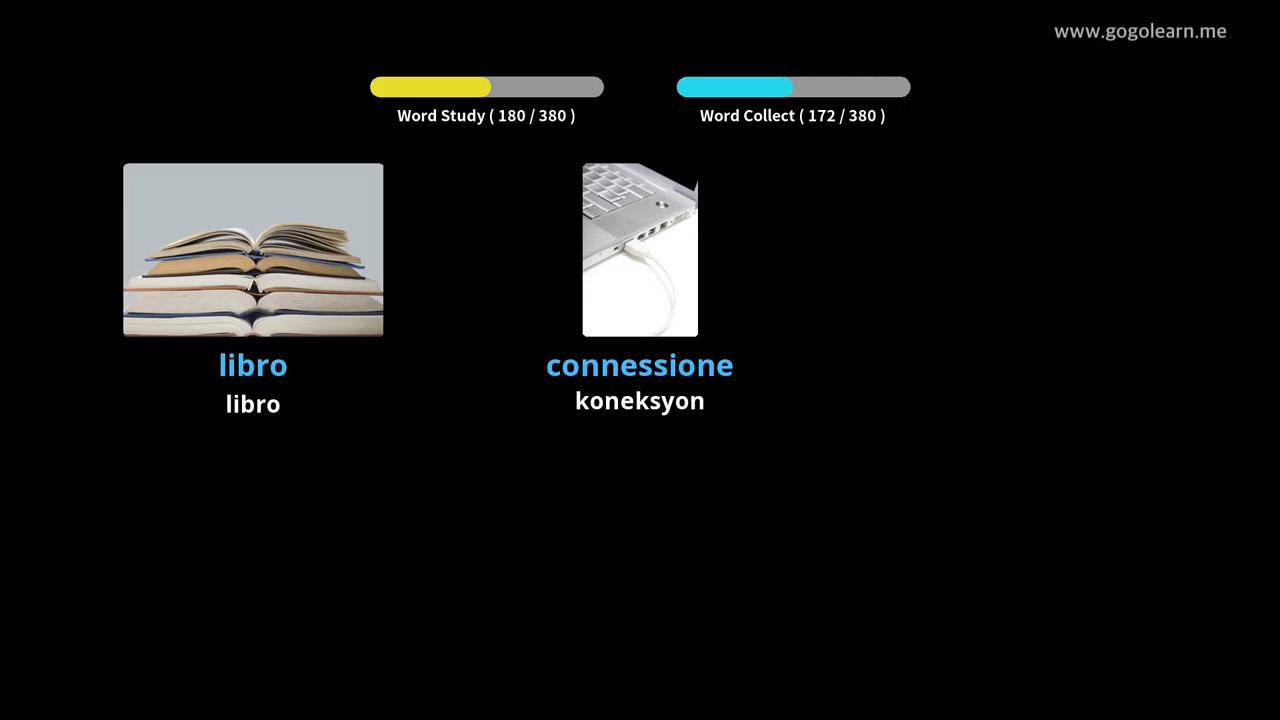 www.gogolearn.me
Word Study ( 180 / 380 )
Word Collect ( 172 / 380 )
libro
libro
connessione
koneksyon